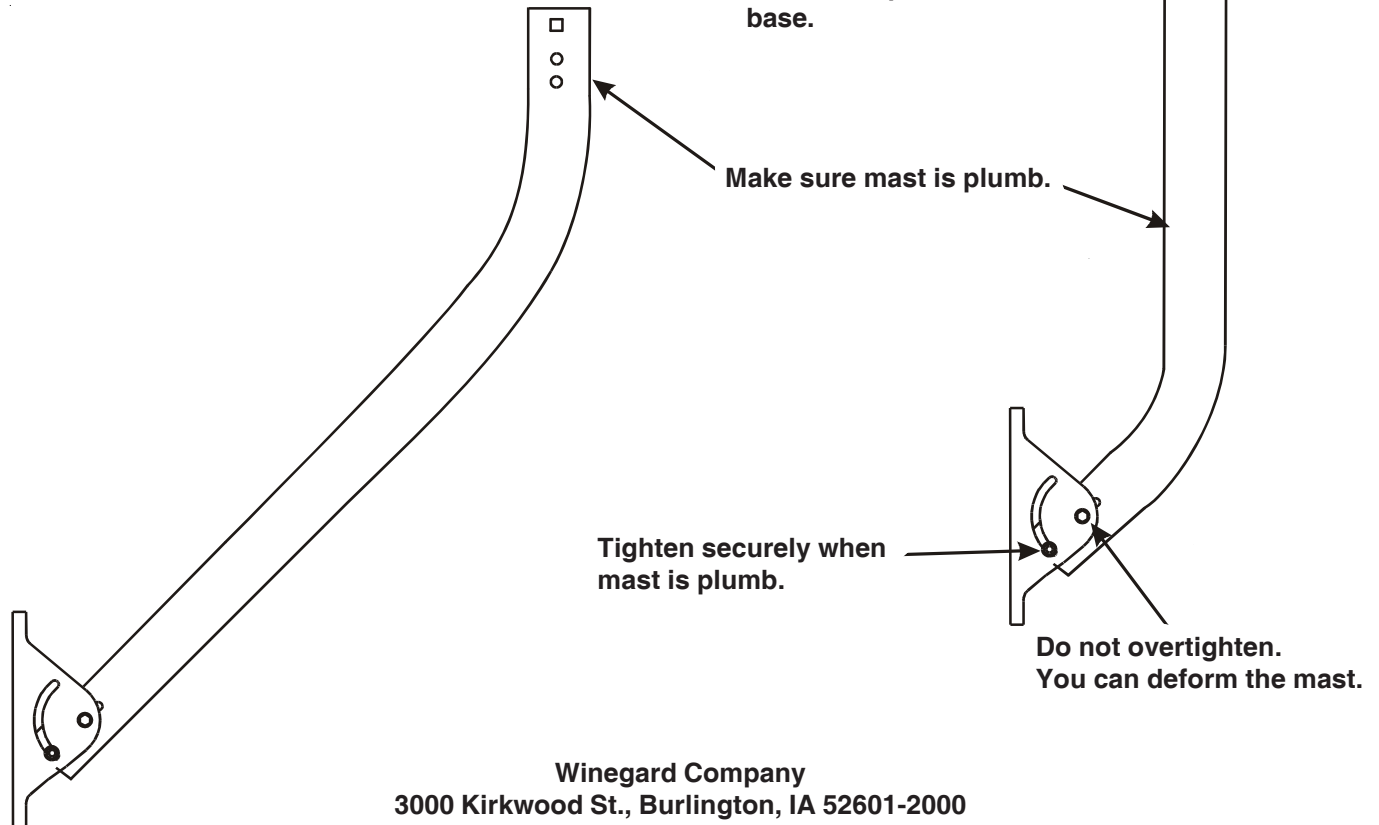 base.
Make sure mast is plumb.
Tighten securely when
mast is plumb.
Do not overtighten.
You can deform the mast.
Winegard Company
3000 Kirkwood St., Burlington, IA 52601-2000